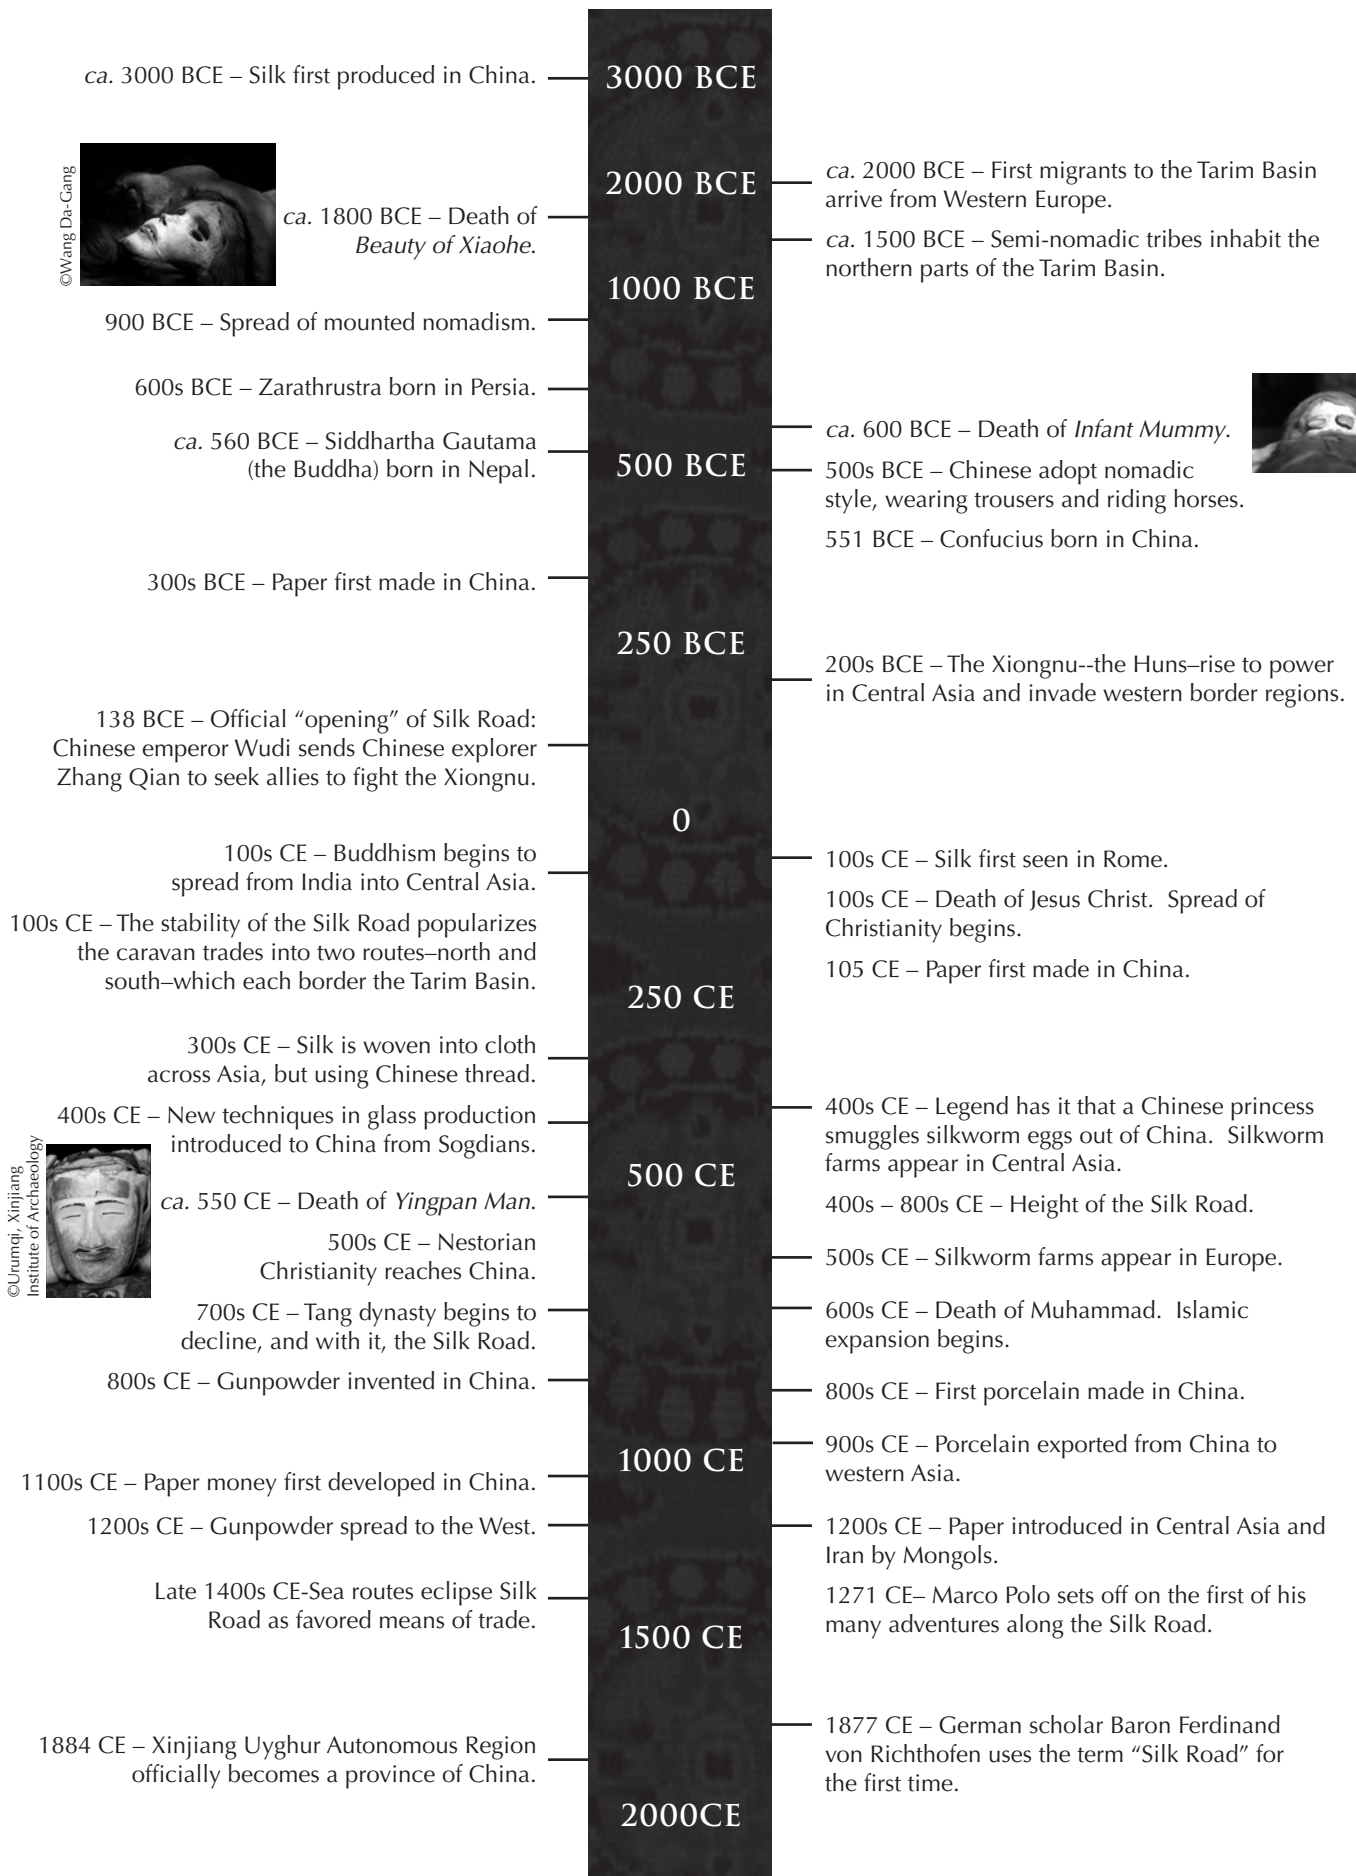 3000 BCE
ca. 3000 BCE – Silk first produced in China.
©Wang Da-Gang
2000 BCE
ca. 2000 BCE – First migrants to the Tarim Basin
arrive from Western Europe.
ca. 1800 BCE – Death of
Beauty of Xiaohe.
ca. 1500 BCE – Semi-nomadic tribes inhabit the
northern parts of the Tarim Basin.
1000 BCE
900 BCE – Spread of mounted nomadism.
600s BCE – Zarathrustra born in Persia.
ca. 600 BCE – Death of Infant Mummy.
ca. 560 BCE – Siddhartha Gautama
(the Buddha) born in Nepal.
500 BCE
500s BCE – Chinese adopt nomadic
style, wearing trousers and riding horses.
551 BCE – Confucius born in China.
300s BCE – Paper first made in China.
250 BCE
200s BCE – The Xiongnu--the Huns–rise to power
in Central Asia and invade western border regions.
138 BCE – Official “opening” of Silk Road:
Chinese emperor Wudi sends Chinese explorer
Zhang Qian to seek allies to fight the Xiongnu.
0
100s CE – Buddhism begins to
spread from India into Central Asia.
100s CE – Silk first seen in Rome.
100s CE – Death of Jesus Christ.  Spread of
Christianity begins.
100s CE – The stability of the Silk Road popularizes
the caravan trades into two routes–north and
south–which each border the Tarim Basin.
105 CE – Paper first made in China.
250 CE
300s CE – Silk is woven into cloth
across Asia, but using Chinese thread.
400s CE – New techniques in glass production
introduced to China from Sogdians.
400s CE – Legend has it that a Chinese princess
smuggles silkworm eggs out of China.  Silkworm
farms appear in Central Asia.
©Urumqi, Xinjiang
Institute of Archaeology
500 CE
ca. 550 CE – Death of Yingpan Man.
400s – 800s CE – Height of the Silk Road.
500s CE – Nestorian
Christianity reaches China.
500s CE – Silkworm farms appear in Europe.
700s CE – Tang dynasty begins to
decline, and with it, the Silk Road.
600s CE – Death of Muhammad.  Islamic
expansion begins.
800s CE – Gunpowder invented in China.
800s CE – First porcelain made in China.
900s CE – Porcelain exported from China to
western Asia.
1000 CE
1100s CE – Paper money first developed in China.
1200s CE – Gunpowder spread to the West.
1200s CE – Paper introduced in Central Asia and
Iran by Mongols.
Late 1400s CE-Sea routes eclipse Silk
Road as favored means of trade.
1271 CE– Marco Polo sets off on the first of his
many adventures along the Silk Road.
1500 CE
1877 CE – German scholar Baron Ferdinand
von Richthofen uses the term “Silk Road” for
the first time.
1884 CE – Xinjiang Uyghur Autonomous Region
officially becomes a province of China.
2000CE